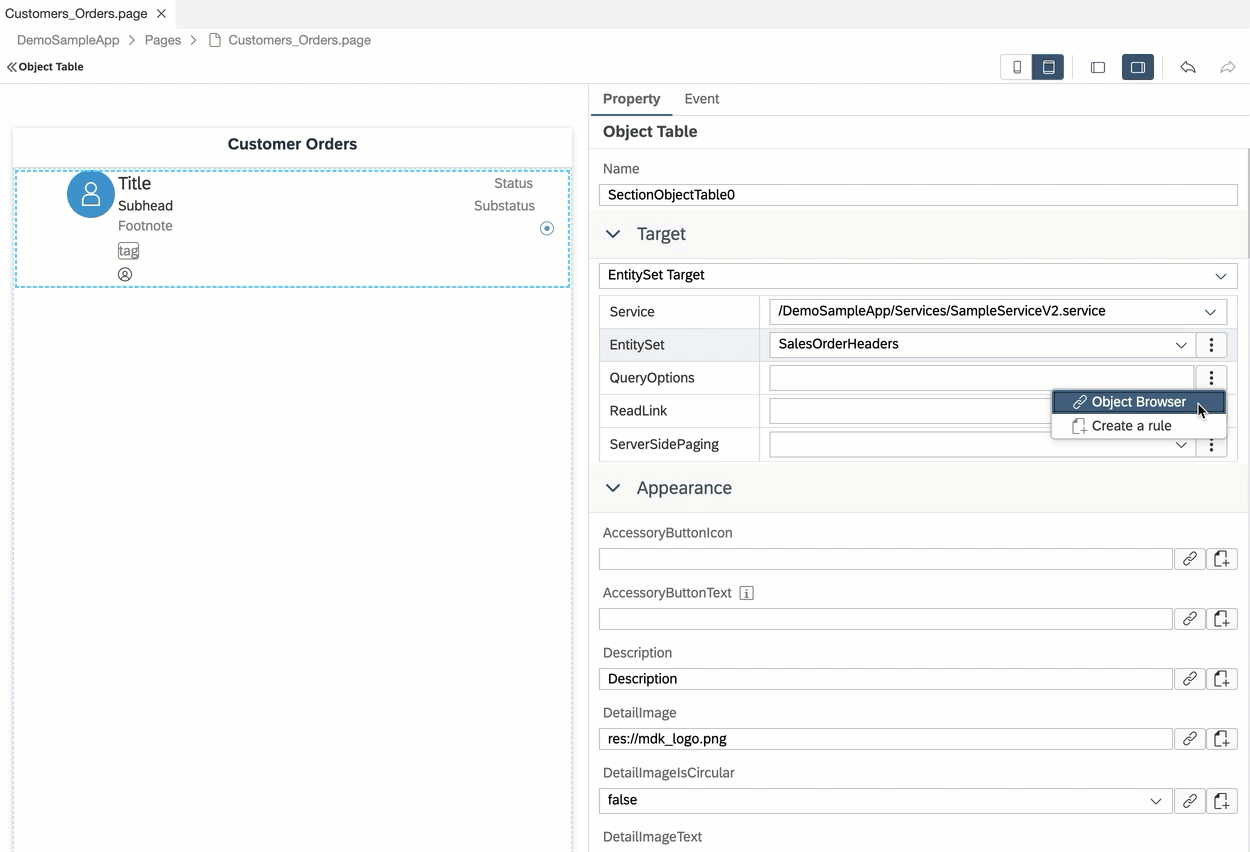 Customers_Orders.page
DemoSampleApp > Pages > Customers_Orders.page
Object Table
Customer Orders
Title
Status
Subhead
Substatus
Footnote
tag
Property Event
Object Table
Name
SectionObjectTable0
Target
EntitySet Target
Service /DemoSampleApp/Services/SampleServiceV2.service
EntitySet SalesOrderHeaders
QueryOptions
Object Browser
ReadLink
Create a rule
ServerSidePaging
Appearance
AccessoryButtonIcon
AccessoryButtonText
Description
Description
DetailImage
res://mdk_logo.png
DetailImageIsCircular
false
DetailImageText